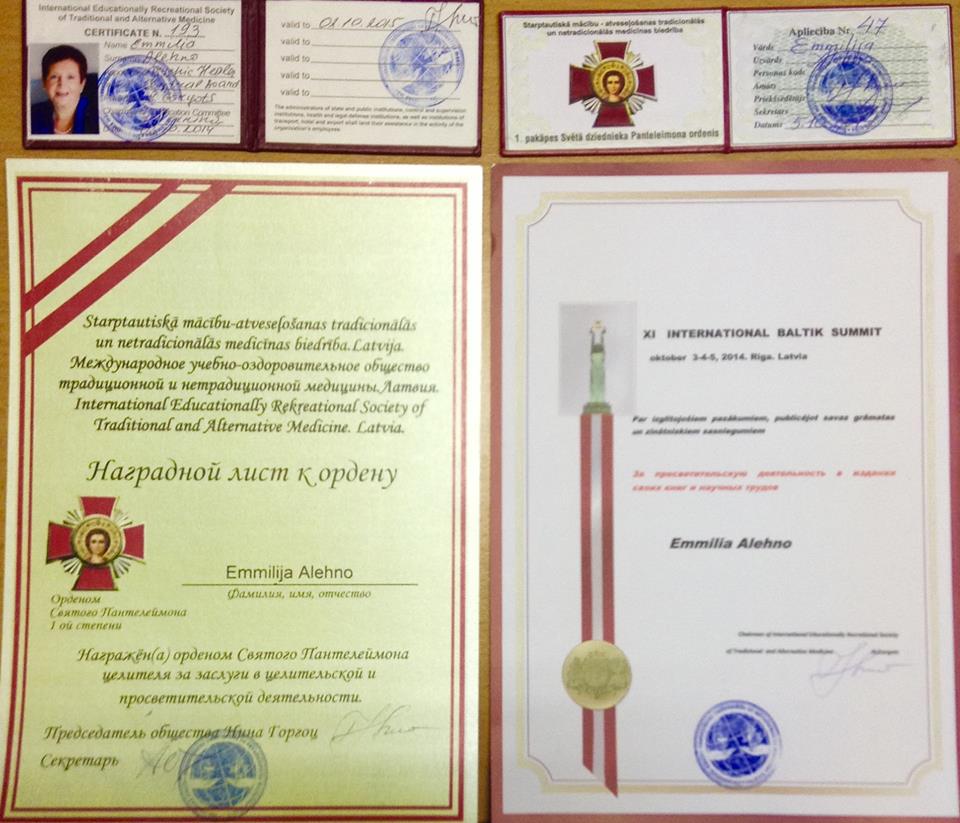 International Educationally Recreational Society
of Traditional and Alternative Medicine
CERTIFICATE N. 193
Name Emmilia
Alehno
2014
valid to 01.10.2015
valid to
valid to
valid to
valid to
The administrators of state and public institutions, control and supervision
institutions, health and legal defense institutions, as well as institutions of
transport, hotel and airport shall lend their assistance in the activity of the
organisation's employees.
Starptautiskā mācību - atveseļošanas tradicionālās
un netradicionālās medicīnas biedrība
1. pakāpes Svētā dziednieka Panteleimona ordenis
Apliecība Nr. 47
Vārds Emmilija
Uzvārds
Personas kods
Amats
Priekšsēdētājs
Sekretārs
Datums
Starptautiskā mācību-atveseļošanas tradicionālās
un netradicionālās medicīnas biedrība.Latvija.
Международное учебно-оздоровительное общество
традиционной и нетрадиционной медицины.Латвия.
International Educationally Rekreational Society of
Traditional and Alternative Medicine. Latvia.
Наградной лист к ордену
Emmilija Alehno
Фамилия, имя, отчество
Орденом
Святого Пантелеймона
1 ой степени
Награжён(а) орденом Святого Пантелеймона
целителя за заслуги в целительской и
просветительской деятельности.
Председатель общества Нина Горгоц
Секретарь
XI INTERNATIONAL BALTIK SUMMIT
oktober 3-4-5, 2014. Riga. Latvia
Par izglītojošiem pasākumiem, publicējot savas grāmatas
un zinātniskiem sasniegumiem
За просветительскую деятельность в издании
своих книг и научных трудов
Emmilia Alehno
Chairman of International Educationally Recreational Society
of Tradicional and Alternative Medicine